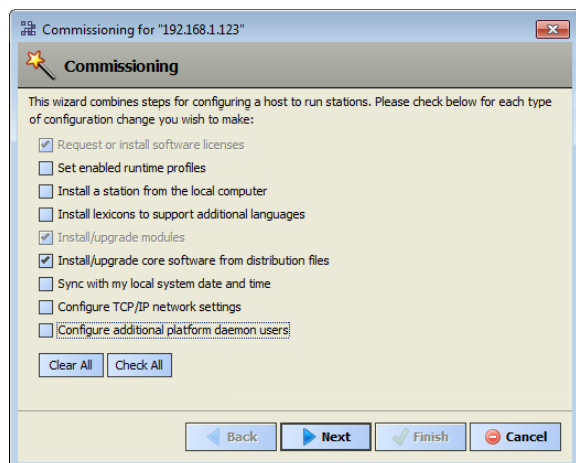 Commissioning for "192.168.1.123"
Commissioning
This wizard combines steps for configuring a host to run stations. Please check below for each type
of configuration change you wish to make:
Request or install software licenses
Set enabled runtime profiles
Install a station from the local computer
Install lexicons to support additional languages
Install/upgrade modules
Install/upgrade core software from distribution files
Sync with my local system date and time
Configure TCP/IP network settings
Configure additional platform daemon users
Clear All Check All
Back Next Finish Cancel